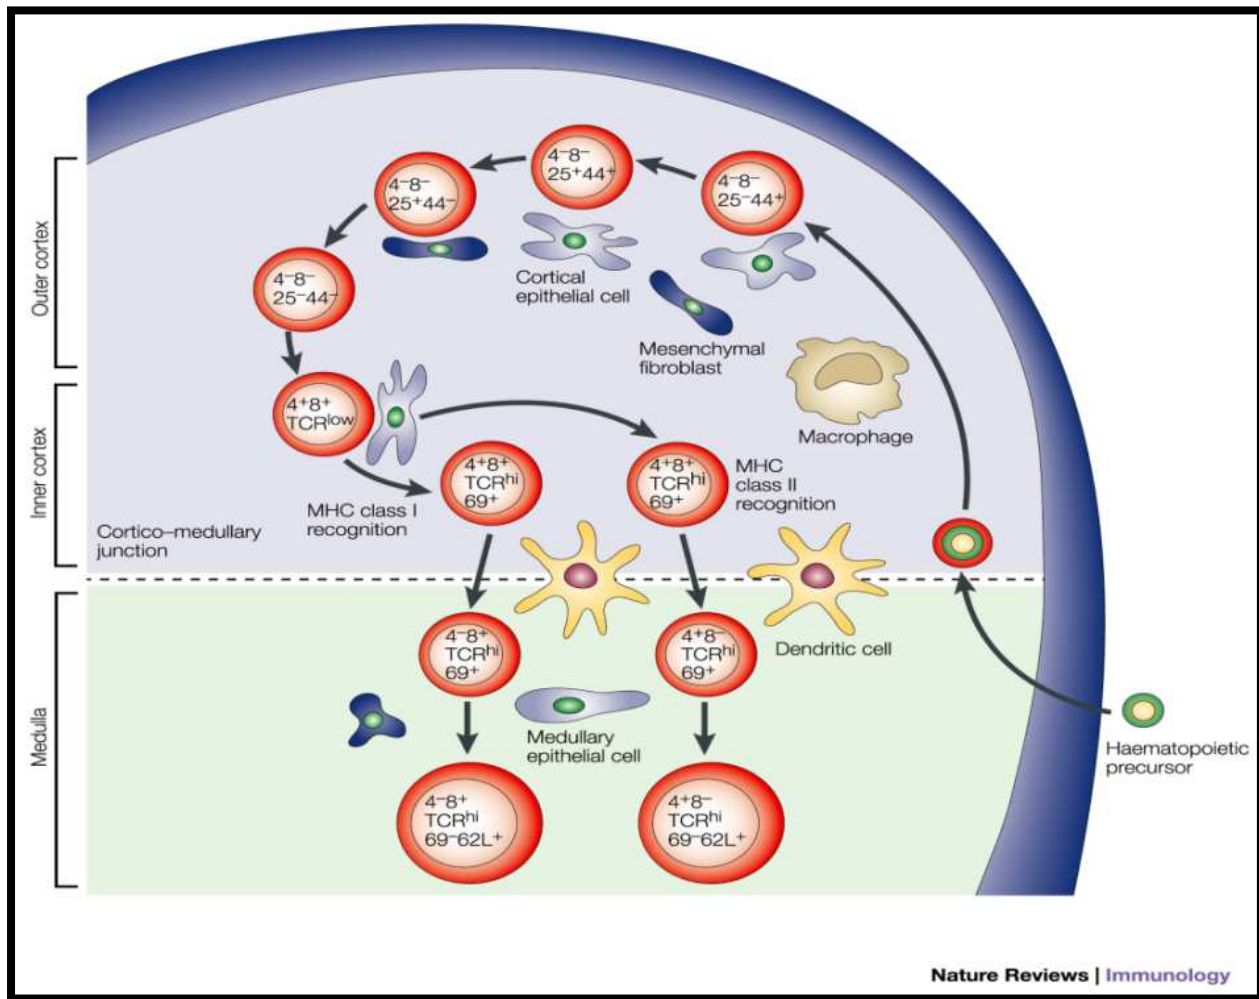 4⁻8⁻
25⁺44⁺
4⁻8⁻
25⁺44⁻
4⁻8⁻
25⁻44⁺
Outer cortex
4⁻8⁻
25⁻44⁻
Cortical
epithelial cell
Mesenchymal
fibroblast
Inner cortex
4⁺8⁺
TCRˡᵒʷ
Macrophage
MHC class I
recognition
4⁺8⁺
TCRʰⁱ
69⁺
4⁺8⁺
TCRʰⁱ
69⁺
MHC
class II
recognition
Cortico–medullary
junction
Medulla
4⁻8⁺
TCRʰⁱ
69⁺
4⁺8⁻
TCRʰⁱ
69⁺
Dendritic cell
Medullary
epithelial cell
Haematopoietic
precursor
4⁻8⁺
TCRʰⁱ
69⁻62L⁺
4⁺8⁻
TCRʰⁱ
69⁻62L⁺
Nature Reviews | Immunology